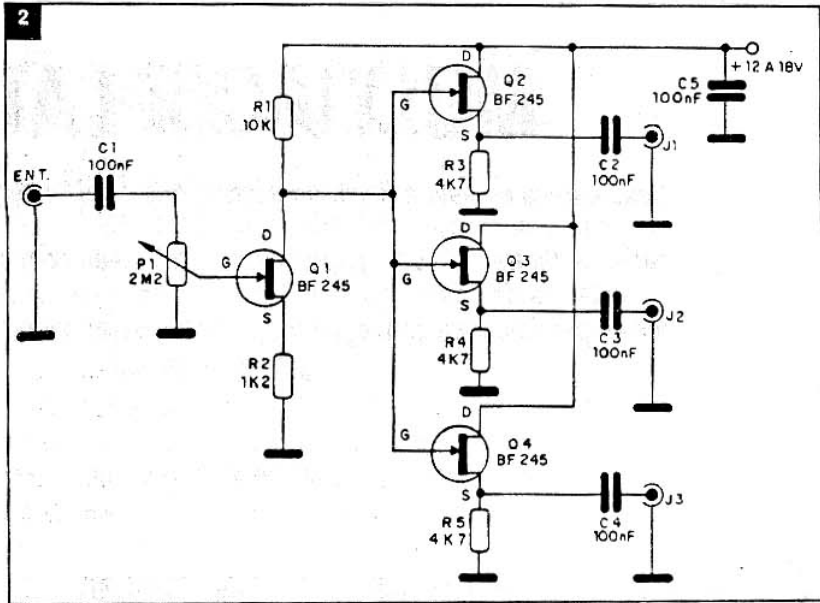 2
D
Q2
BF 245
G
S
+ 12 A 18V
C5
100nF
R1
10K
C1
100nF
ENT.
J1
C2
100nF
R3
4K7
D
P1
2M2
G
Q1
BF 245
S
D
Q3
BF 245
G
S
J2
C3
100nF
R4
4K7
R2
1K2
D
Q4
BF 245
G
S
J3
C4
100nF
R5
4K7